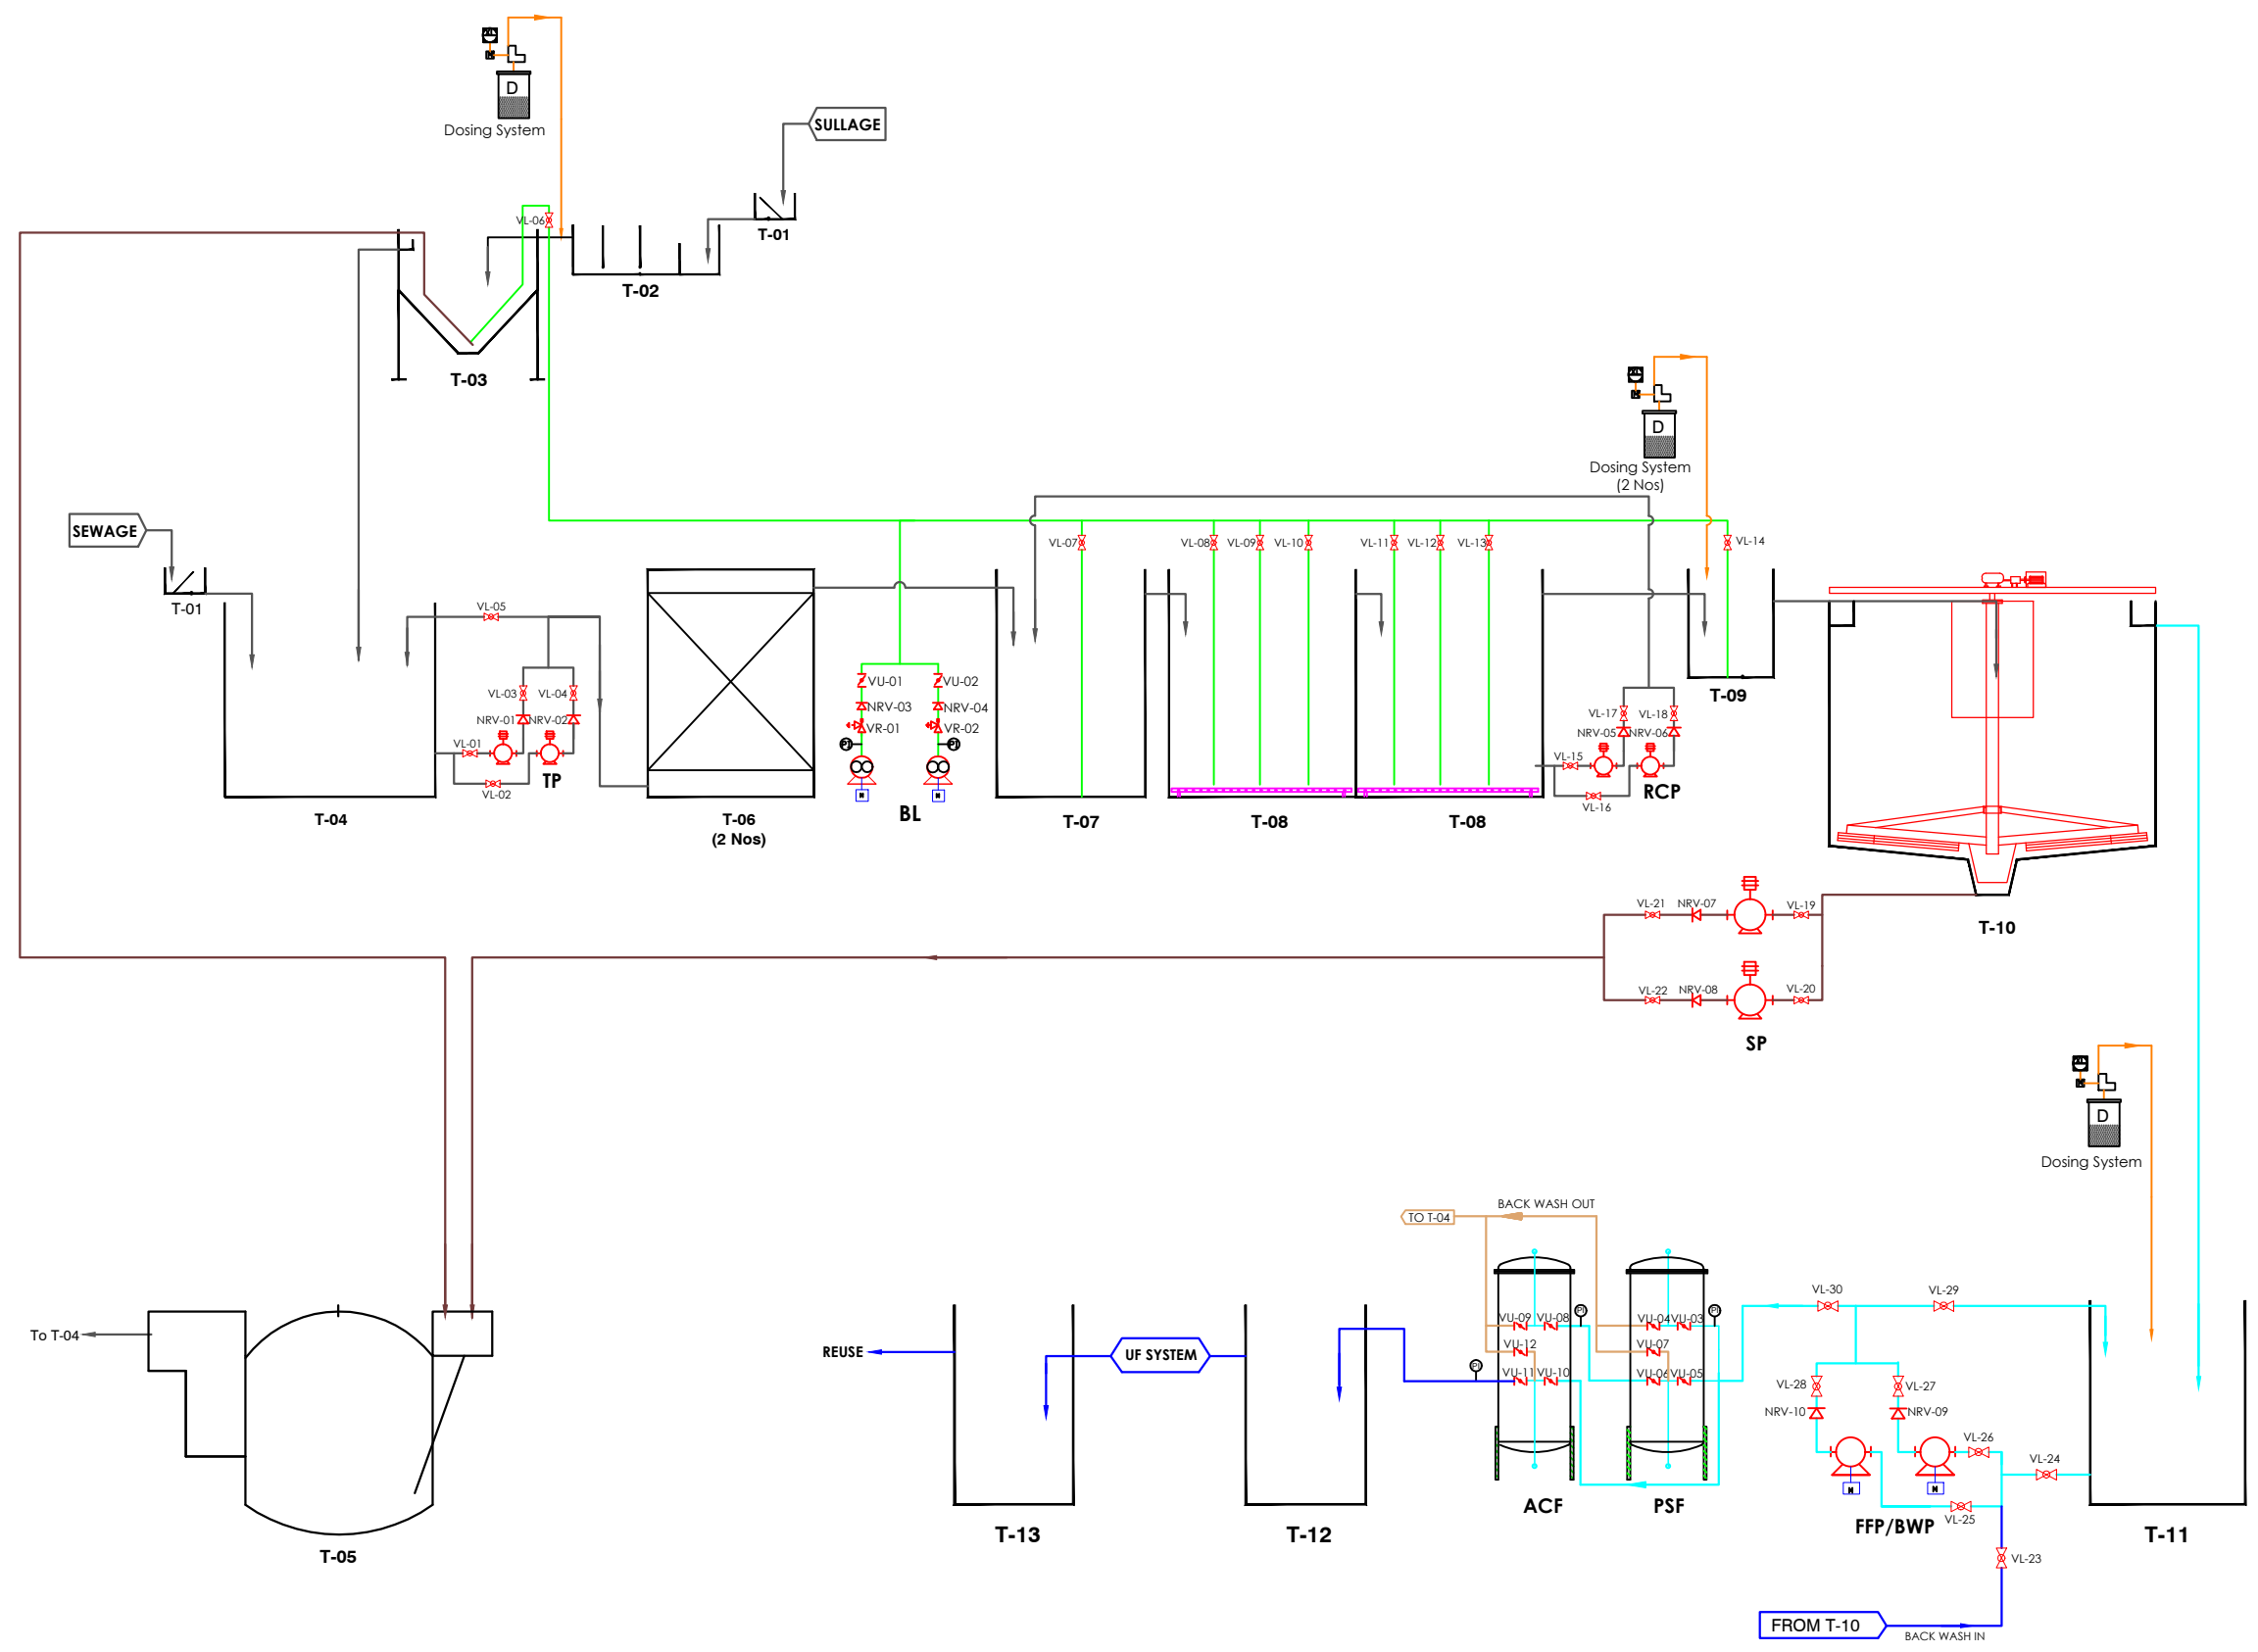 D
Dosing System
SULLAGE
T-01
VL-06
T-02
T-03
D
Dosing System
(2 Nos)
SEWAGE
T-01
VL-07
VL-08
VL-09
VL-10
VL-11
VL-12
VL-13
VL-14
VL-05
VL-03
VL-04
NRV-01
NRV-02
VL-01
VL-02
TP
T-04
T-06
(2 Nos)
VU-01
VU-02
NRV-03
NRV-04
VR-01
VR-02
PI
PI
M
M
BL
T-07
T-08
T-08
VL-17
VL-18
NRV-05
NRV-06
VL-15
VL-16
RCP
T-09
T-10
VL-21
NRV-07
VL-19
VL-22
NRV-08
VL-20
SP
D
Dosing System
BACK WASH OUT
TO T-04
To T-04
T-05
REUSE
T-13
UF SYSTEM
T-12
PI
PI
PI
VU-09
VU-08
VU-12
VU-11
VU-10
ACF
VU-04
VU-03
VU-07
VU-06
VU-05
PSF
VL-30
VL-29
VL-28
VL-27
NRV-10
NRV-09
VL-26
VL-24
VL-25
M
M
FFP/BWP
T-11
VL-23
FROM T-10
BACK WASH IN